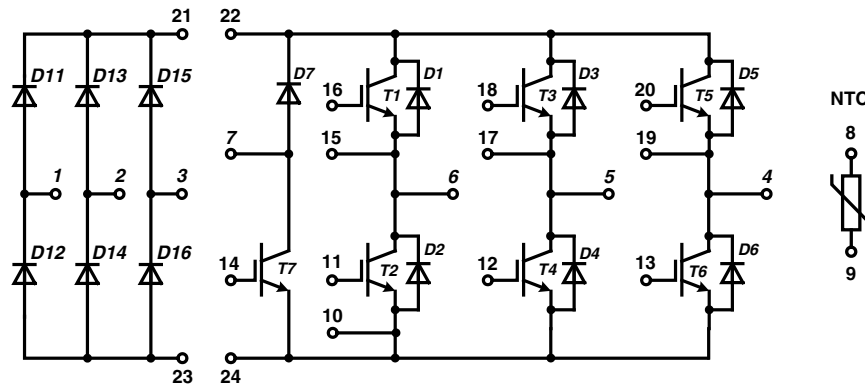 21 22
D11 D13 D15 D7 D1 D3 D5
16 T1 18 T3 20 T5 NTC
7 15 17 19 8
1 2 3 6 5 4
D12 D14 D16 D2 D4 D6
14 T7 11 T2 12 T4 13 T6 9
10
23 24